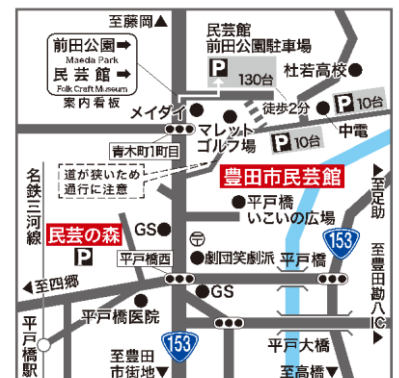 至藤岡▲
前田公園➡
Maeda Park
民芸館➡
Folk Craft Museum
案内看板
民芸館
前田公園駐車場
P
130台
杜若高校
徒歩2分
P 10台
メイダイ
マレット
ゴルフ場
P 10台
中電
青木町1町目
道が狭いため
通行に注意
豊田市民芸館
▶至足助
名鉄三河線
平戸橋
いこいの広場
153
民芸の森
P
GS
〒
平戸橋西
劇団笑劇派
平戸橋
◀至四郷
GS
平戸橋医院
▶至豊田勘八IC
平戸橋駅
153
平戸大橋
至豊田
市街地▼
至高橋▼